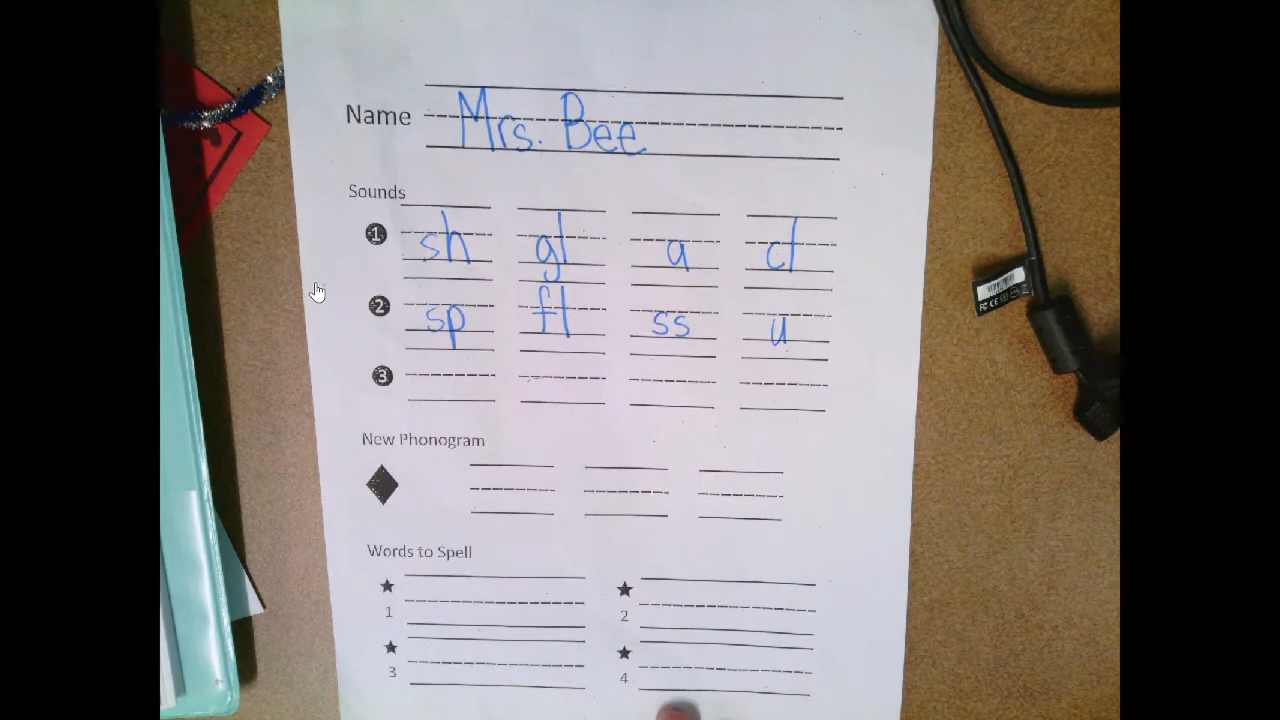 Name Mrs. Bee
Sounds
1 sh gl a cl
2 sp fl ss u
3
New Phonogram
Words to Spell
1 2
3 4